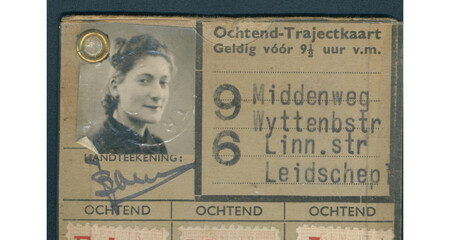 Ochtend-Trajectkaart
Geldig vóór 9½ uur v.m.
9
6
Middenweg
Wyttenbstr
Linn.str
Leidschepl
HANDTEEKENING:
OCHTEND OCHTEND OCHTEND